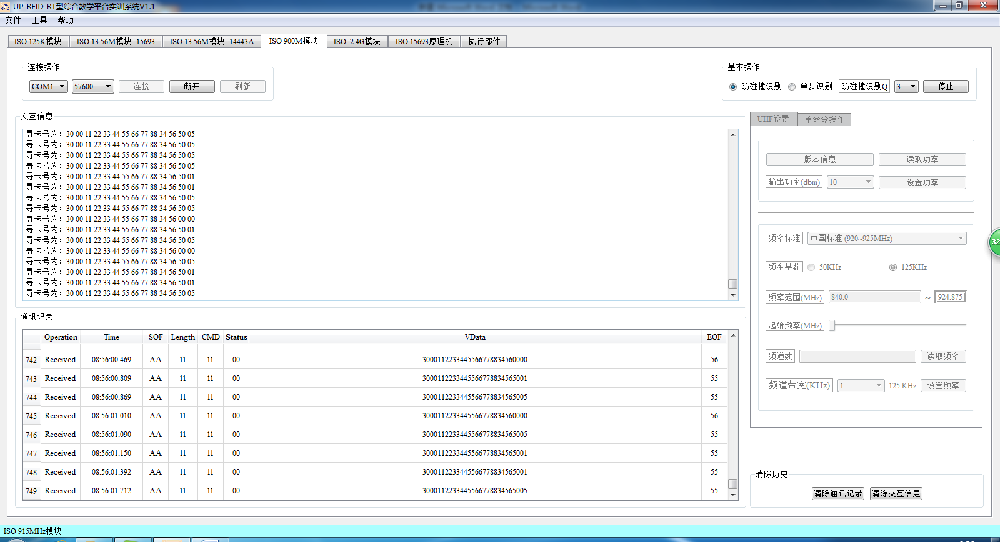 UP-RFID-RT型综合教学平台实训系统V1.1
文件 工具 帮助
ISO 125K模块 ISO 13.56M模块_15693 ISO 13.56M模块_14443A ISO 900M模块 ISO 2.4G模块 ISO 15693原理机 执行部件
连接操作
COM1 57600 连接 断开 刷新
基本操作
防碰撞识别 单步识别 防碰撞识别Q 3 停止
交互信息
寻卡号为：30 00 11 22 33 44 55 66 77 88 34 56 50 05
寻卡号为：30 00 11 22 33 44 55 66 77 88 34 56 50 05
寻卡号为：30 00 11 22 33 44 55 66 77 88 34 56 50 05
寻卡号为：30 00 11 22 33 44 55 66 77 88 34 56 50 05
寻卡号为：30 00 11 22 33 44 55 66 77 88 34 56 50 01
寻卡号为：30 00 11 22 33 44 55 66 77 88 34 56 50 01
寻卡号为：30 00 11 22 33 44 55 66 77 88 34 56 50 05
寻卡号为：30 00 11 22 33 44 55 66 77 88 34 56 50 05
寻卡号为：30 00 11 22 33 44 55 66 77 88 34 56 00 00
寻卡号为：30 00 11 22 33 44 55 66 77 88 34 56 50 01
寻卡号为：30 00 11 22 33 44 55 66 77 88 34 56 50 05
寻卡号为：30 00 11 22 33 44 55 66 77 88 34 56 00 00
寻卡号为：30 00 11 22 33 44 55 66 77 88 34 56 50 05
寻卡号为：30 00 11 22 33 44 55 66 77 88 34 56 50 01
寻卡号为：30 00 11 22 33 44 55 66 77 88 34 56 50 01
寻卡号为：30 00 11 22 33 44 55 66 77 88 34 56 50 05
通讯记录
Operation Time SOF Length CMD Status VData EOF
742 Received 08:56:00.469 AA 11 11 00 3000112233445566778834560000 56
743 Received 08:56:00.809 AA 11 11 00 3000112233445566778834565001 55
744 Received 08:56:00.869 AA 11 11 00 3000112233445566778834565005 55
745 Received 08:56:01.010 AA 11 11 00 3000112233445566778834560000 56
746 Received 08:56:01.090 AA 11 11 00 3000112233445566778834565005 55
747 Received 08:56:01.150 AA 11 11 00 3000112233445566778834565001 55
748 Received 08:56:01.392 AA 11 11 00 3000112233445566778834565001 55
749 Received 08:56:01.712 AA 11 11 00 3000112233445566778834565005 55
UHF设置 单命令操作
版本信息 读取功率
输出功率(dbm) 10 设置功率
频率标准 中国标准 (920~925MHz)
频率基数 50KHz 125KHz
频率范围(MHz) 840.0 ~ 924.875
起始频率(MHz)
频道数 读取频率
频道带宽(KHz) 1 125 KHz 设置频率
32
清除历史
清除通讯记录 清除交互信息
ISO 915MHz模块